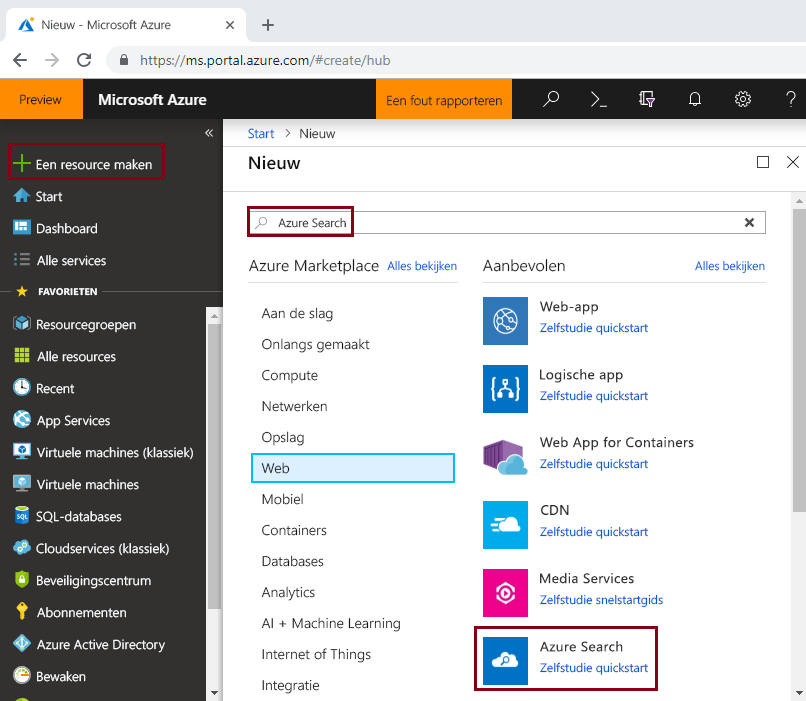 Nieuw - Microsoft Azure
https://ms.portal.azure.com/#create/hub
Preview
Microsoft Azure
Een fout rapporteren
Een resource maken
Start
Dashboard
Alle services
FAVORIETEN
Resourcegroepen
Alle resources
Recent
App Services
Virtuele machines (klassiek)
Virtuele machines
SQL-databases
Cloudservices (klassiek)
Beveiligingscentrum
Abonnementen
Azure Active Directory
Bewaken
Start > Nieuw
Nieuw
Azure Search
Azure Marketplace Alles bekijken
Aan de slag
Onlangs gemaakt
Compute
Netwerken
Opslag
Web
Mobiel
Containers
Databases
Analytics
AI + Machine Learning
Internet of Things
Integratie
Aanbevolen Alles bekijken
Web-app
Zelfstudie quickstart
Logische app
Zelfstudie quickstart
Web App for Containers
Zelfstudie quickstart
CDN
Zelfstudie quickstart
Media Services
Zelfstudie snelstartgids
Azure Search
Zelfstudie quickstart